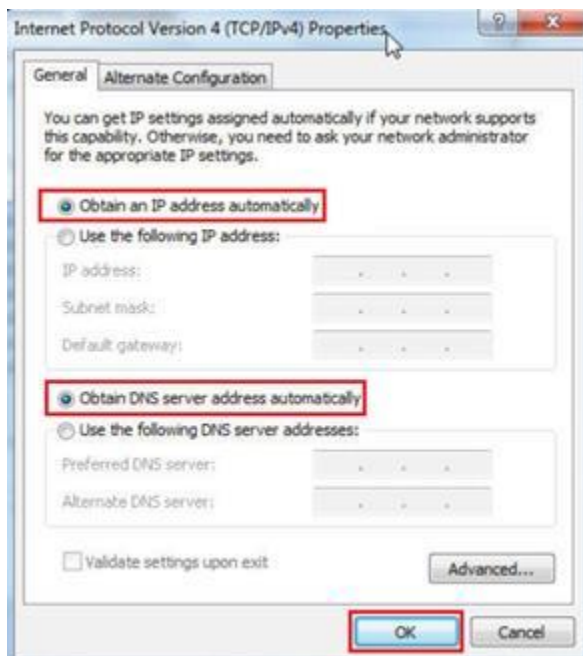 Internet Protocol Version 4 (TCP/IPv4) Properties
General
Alternate Configuration
You can get IP settings assigned automatically if your network supports
this capability. Otherwise, you need to ask your network administrator
for the appropriate IP settings.
Obtain an IP address automatically
Use the following IP address:
IP address:
Subnet mask:
Default gateway:
Obtain DNS server address automatically
Use the following DNS server addresses:
Preferred DNS server:
Alternate DNS server:
Validate settings upon exit
Advanced...
OK
Cancel